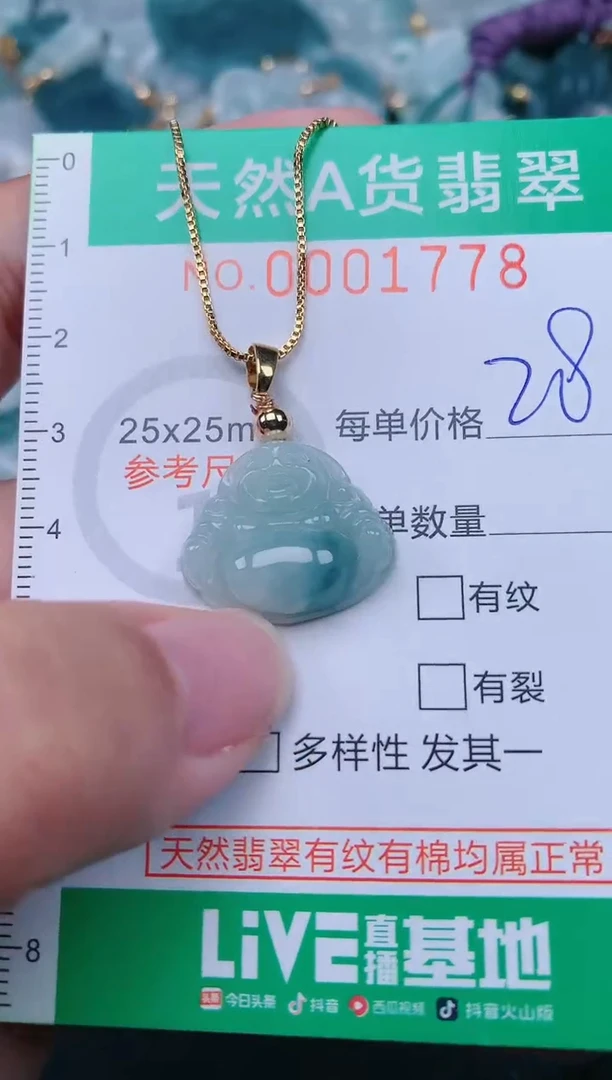 天然A货翡翠
0
1
NO.0001778
2
28
3
25x25m
每单价格
参考尺
4
单数量
有纹
有裂
多样性 发其一
天然翡翠有纹有棉均属正常
LiVE直播基地
8
头条 今日头条 抖音 西瓜视频 抖音火山版